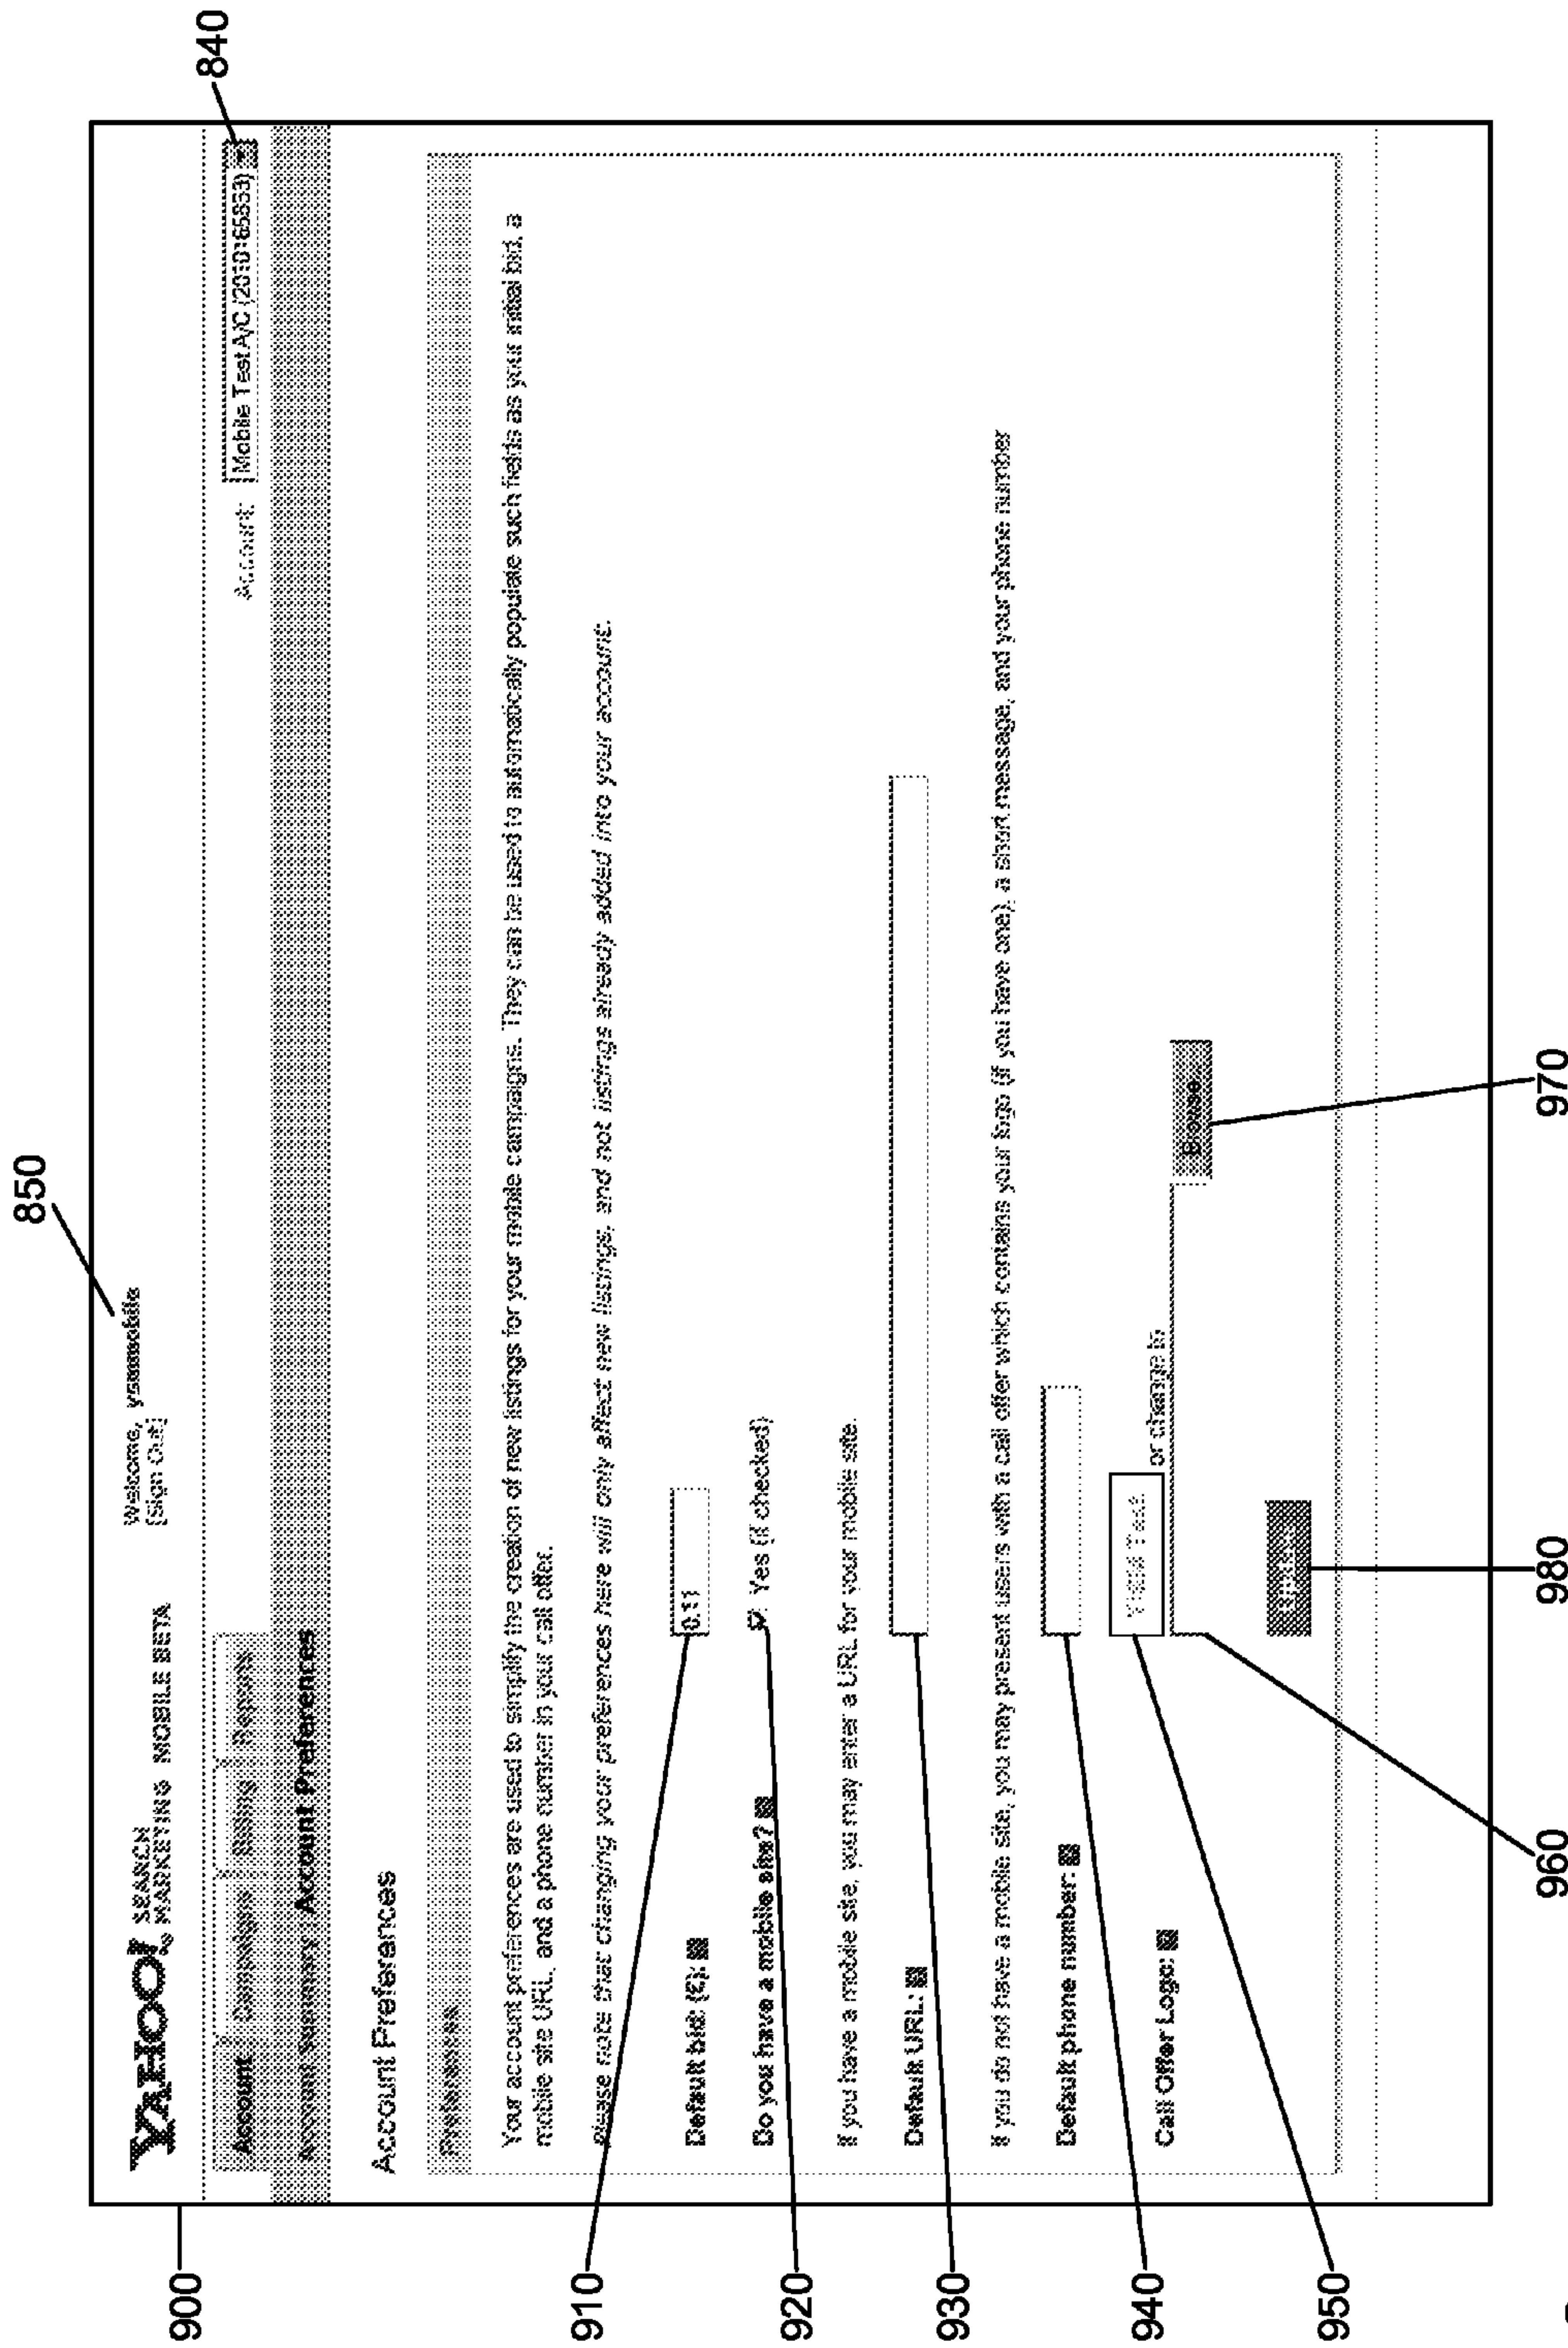 850
840
900
YAHOO! SEARCH MARKETING MOBILE BETA
Welcome, ysmmobile
[Sign Out]
Account Campaigns Billing Reports
Account: Mobile Test A/C
Account Summary | Account Preferences
Account Preferences
Preferences
Your account preferences are used to simplify the creation of new listings for your mobile campaigns. They can be used to automatically populate such fields as your initial bid, a
mobile site URL, and a phone number in your call offer.
Please note that changing your preferences here will only affect new listings, and not listings already added into your account.
910
Default bid: (£):
0.11
920
Do you have a mobile site?
Yes (if checked)
If you have a mobile site, you may enter a URL for your mobile site.
930
Default URL:
If you do not have a mobile site, you may present users with a call offer which contains your logo (if you have one), a short message, and your phone number
940
Default phone number:
950
Call Offer Logo:
or change to
Browse...
960
980
970